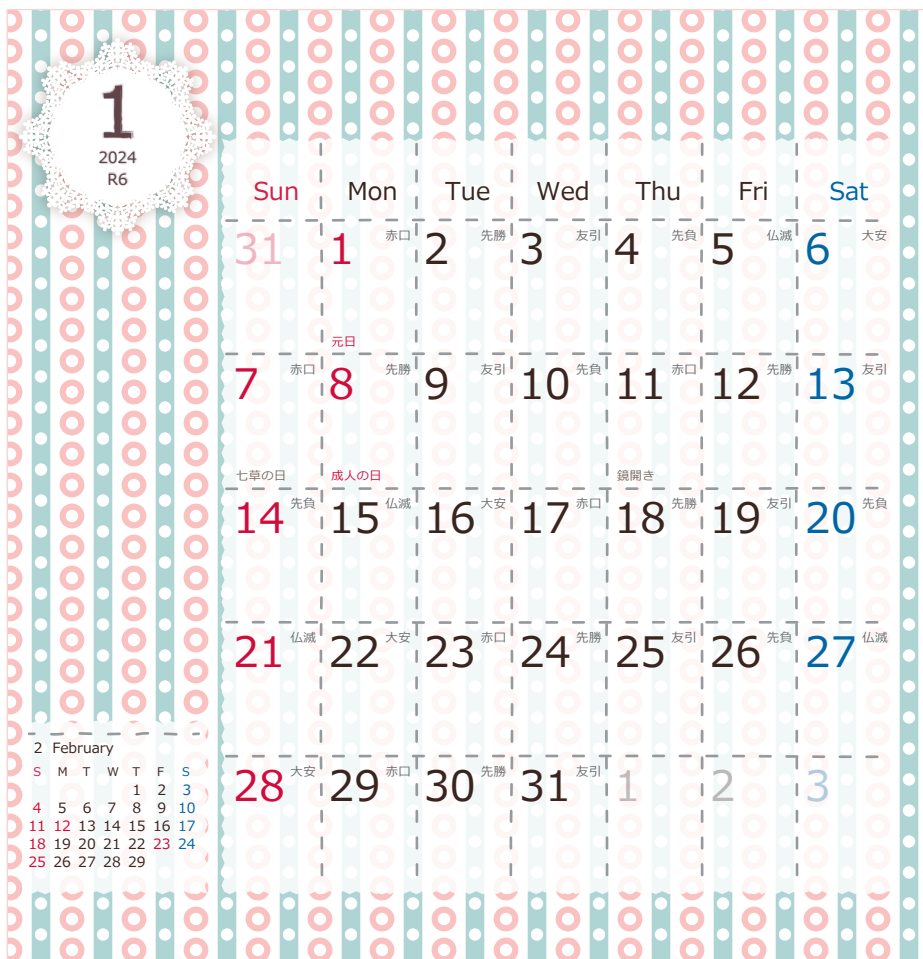 1
2024
R6
Sun Mon Tue Wed Thu Fri Sat
31 1 赤口 2 先勝 3 友引 4 先負 5 仏滅 6 大安
元日
7 赤口 8 先勝 9 友引 10 先負 11 赤口 12 先勝 13 友引
七草の日 成人の日 鏡開き
14 先負 15 仏滅 16 大安 17 赤口 18 先勝 19 友引 20 先負
21 仏滅 22 大安 23 赤口 24 先勝 25 友引 26 先負 27 仏滅
28 大安 29 赤口 30 先勝 31 友引 1 2 3
2 February
S M T W T F S
1 2 3
4 5 6 7 8 9 10
11 12 13 14 15 16 17
18 19 20 21 22 23 24
25 26 27 28 29